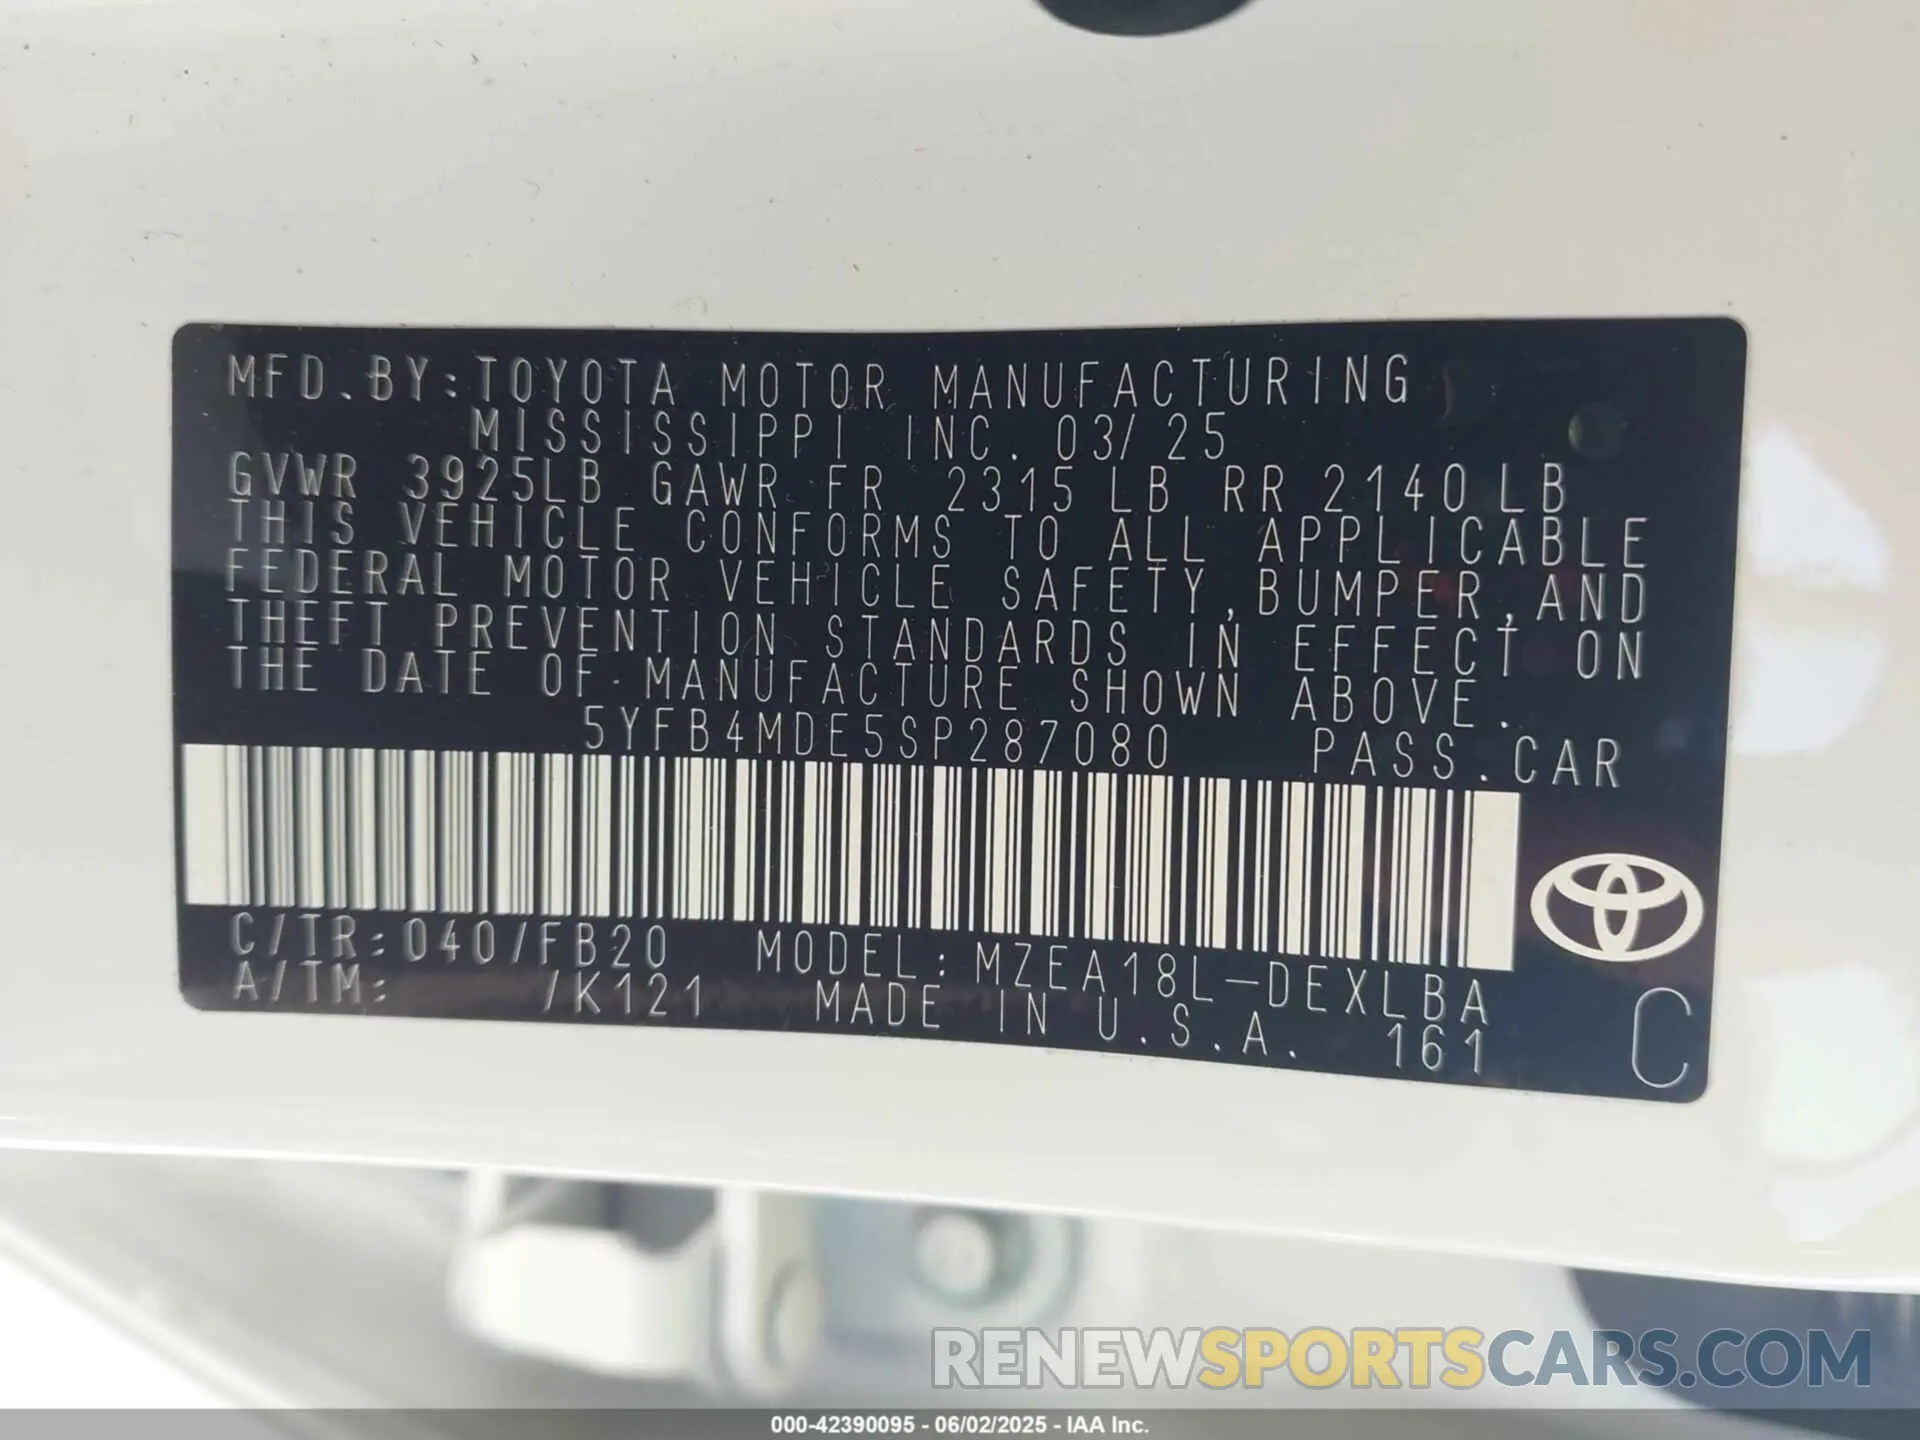 MFD. BY: TOYOTA MOTOR MANUFACTURING
MISSISSIPPI INC. 03/25
GVWR 3925LB GAWR FR 2315 LB RR 2140 LB
THIS VEHICLE CONFORMS TO ALL APPLICABLE
FEDERAL MOTOR VEHICLE SAFETY, BUMPER, AND
THEFT PREVENTION STANDARDS IN EFFECT ON
THE DATE OF MANUFACTURE SHOWN ABOVE.
5YFB4MDE5SP287080 PASS. CAR
C/TR: 040/FB20 MODEL: MZEA18L-DEXLBA
A/TM: /K121 MADE IN U.S.A. 161 C
RENEWSPORTSCARS.COM
000-42390095 - 06/02/2025 - IAA Inc.